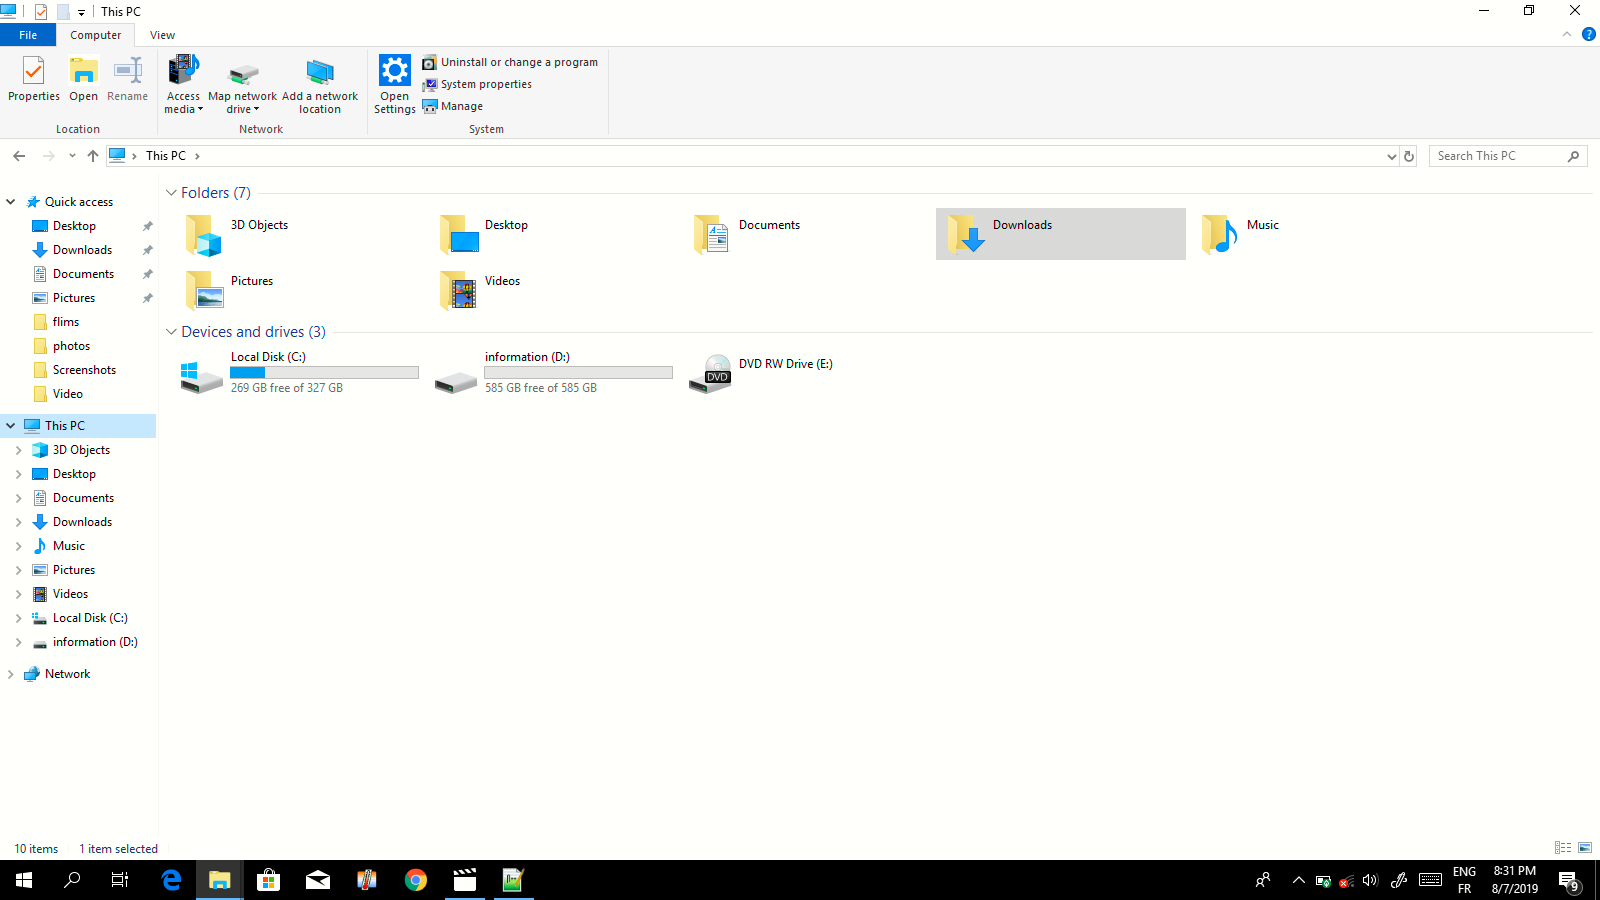 This PC
File
Computer
View
Properties
Open
Rename
Access
media
Map network
drive
Add a network
location
Open
Settings
Uninstall or change a program
System properties
Manage
Location
Network
System
This PC
Search This PC
Quick access
Desktop
Downloads
Documents
Pictures
flims
photos
Screenshots
Video
This PC
3D Objects
Desktop
Documents
Downloads
Music
Pictures
Videos
Local Disk (C:)
information (D:)
Network
Folders (7)
3D Objects
Desktop
Documents
Downloads
Music
Pictures
Videos
Devices and drives (3)
Local Disk (C:)
269 GB free of 327 GB
information (D:)
585 GB free of 585 GB
DVD
DVD RW Drive (E:)
10 items
1 item selected
ENG
FR
8:31 PM
8/7/2019
9